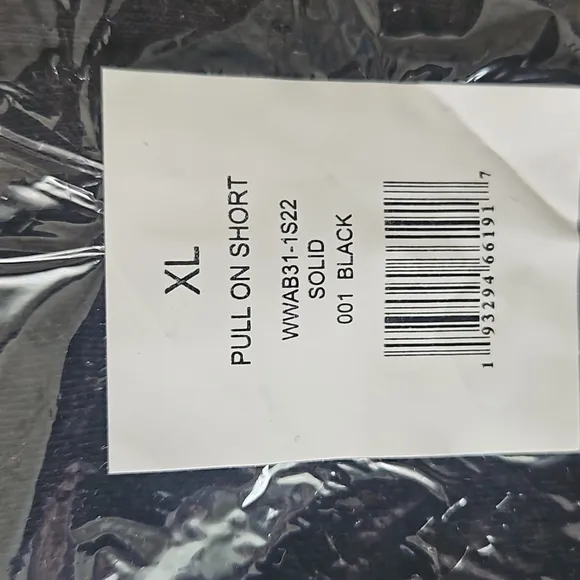 XL
PULL ON SHORT
WWAB31-1S22
SOLID
001 BLACK
1 93294 66191 7